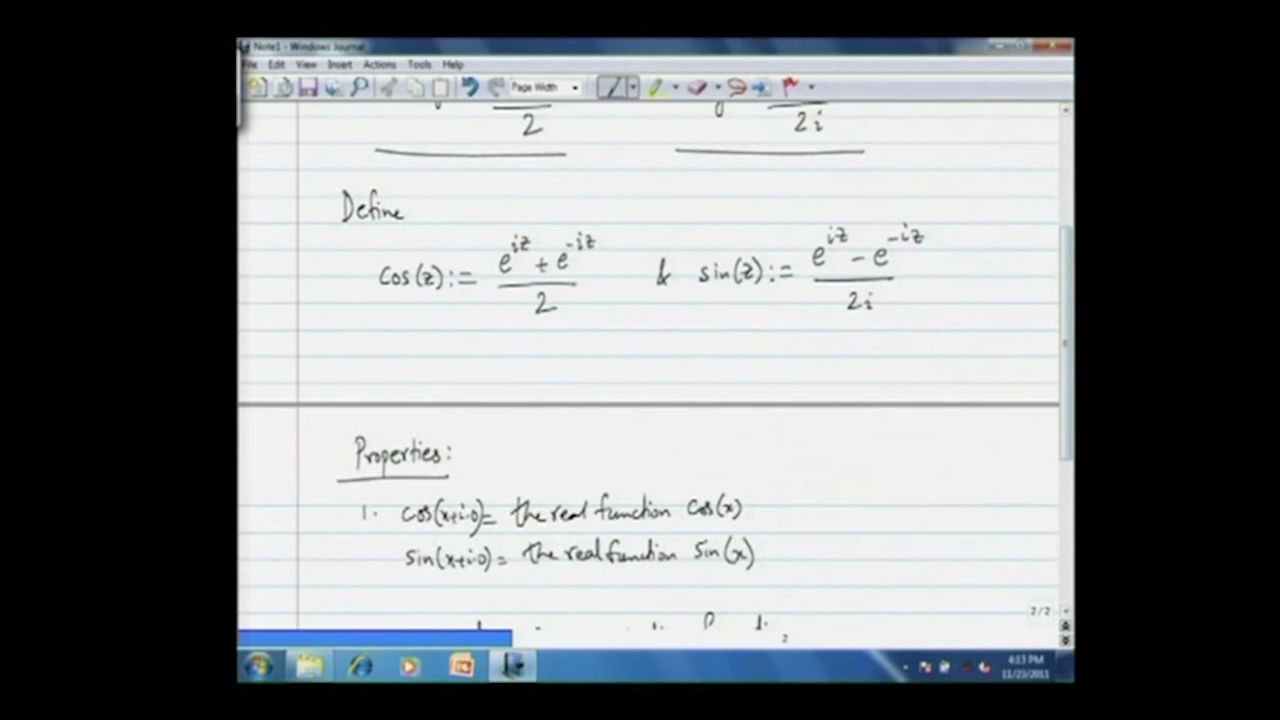 Note1 - Windows Journal
File Edit View Insert Actions Tools Help
Page Width
2 2i
Define
cos(z) := e^{iz} + e^{-iz} / 2 & sin(z) := e^{iz} - e^{-iz} / 2i
Properties:
1. cos(x+i·0) = the real function cos(x)
sin(x+i·0) = the real function sin(x)
2 / 2
2
4:13 PM
11/23/2011